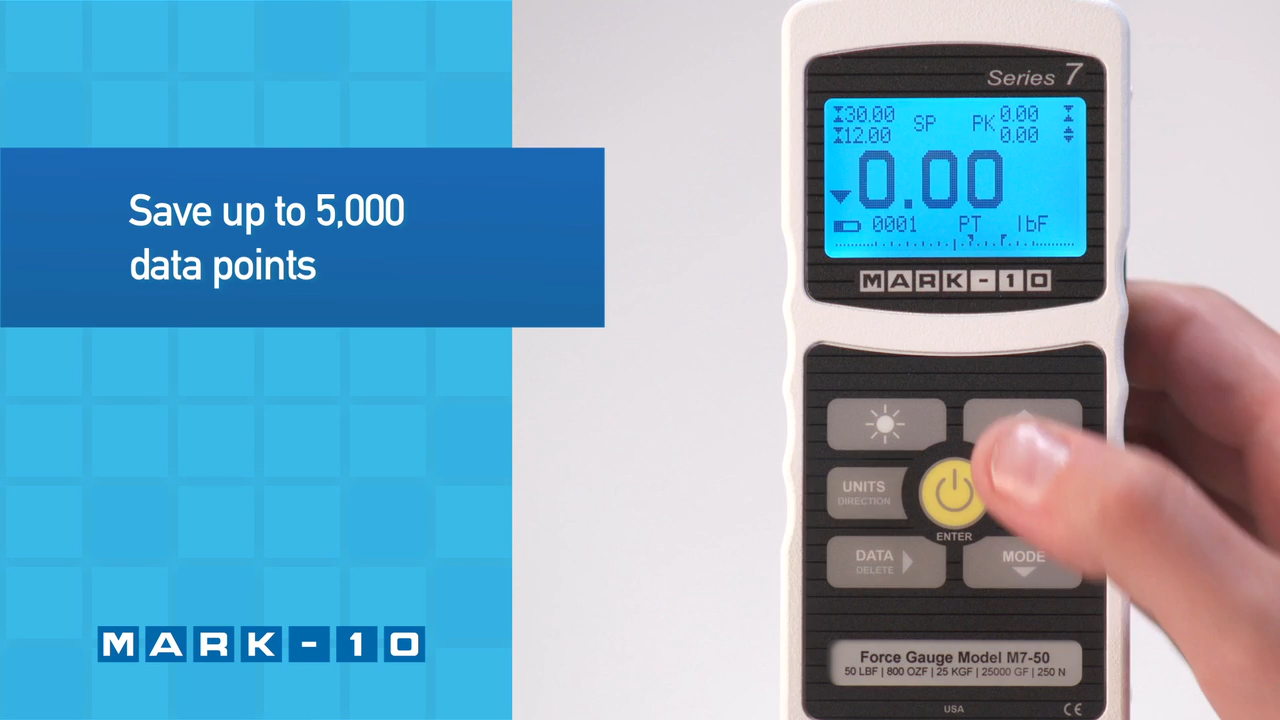 Save up to 5,000
data points
MARK-10
Series 7
30.00 SP PK 0.00
12.00 0.00
0.00
0001 PT lbF
MARK-10
UNITS
DIRECTION
ENTER
DATA
DELETE
MODE
Force Gauge Model M7-50
50 LBF | 800 OZF | 25 KGF | 25000 GF | 250 N
USA CE